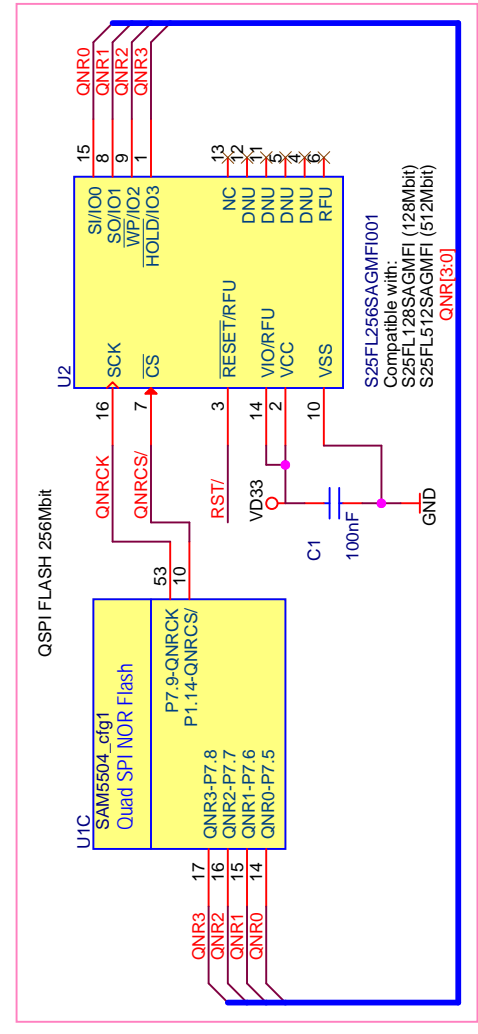 QSPI FLASH 256Mbit
U1C
SAM5504_cfg1
Quad SPI NOR Flash
P7.9-QNRCK
P1.14-QNRCS/
53
10
QNR3-P7.8
QNR2-P7.7
QNR1-P7.6
QNR0-P7.5
17
16
15
14
QNR3
QNR2
QNR1
QNR0
QNRCK
QNRCS/
RST/
VD33
C1
100nF
GND
U2
16
7
3
14
2
10
SCK
CS
RESET/RFU
VIO/RFU
VCC
VSS
SI/IO0
SO/IO1
WP/IO2
HOLD/IO3
NC
DNU
DNU
DNU
DNU
RFU
15
8
9
1
13
12
11
5
4
6
QNR0
QNR1
QNR2
QNR3
S25FL256SAGMFI001
Compatible with:
S25FL128SAGMFI (128Mbit)
S25FL512SAGMFI (512Mbit)
QNR[3:0]